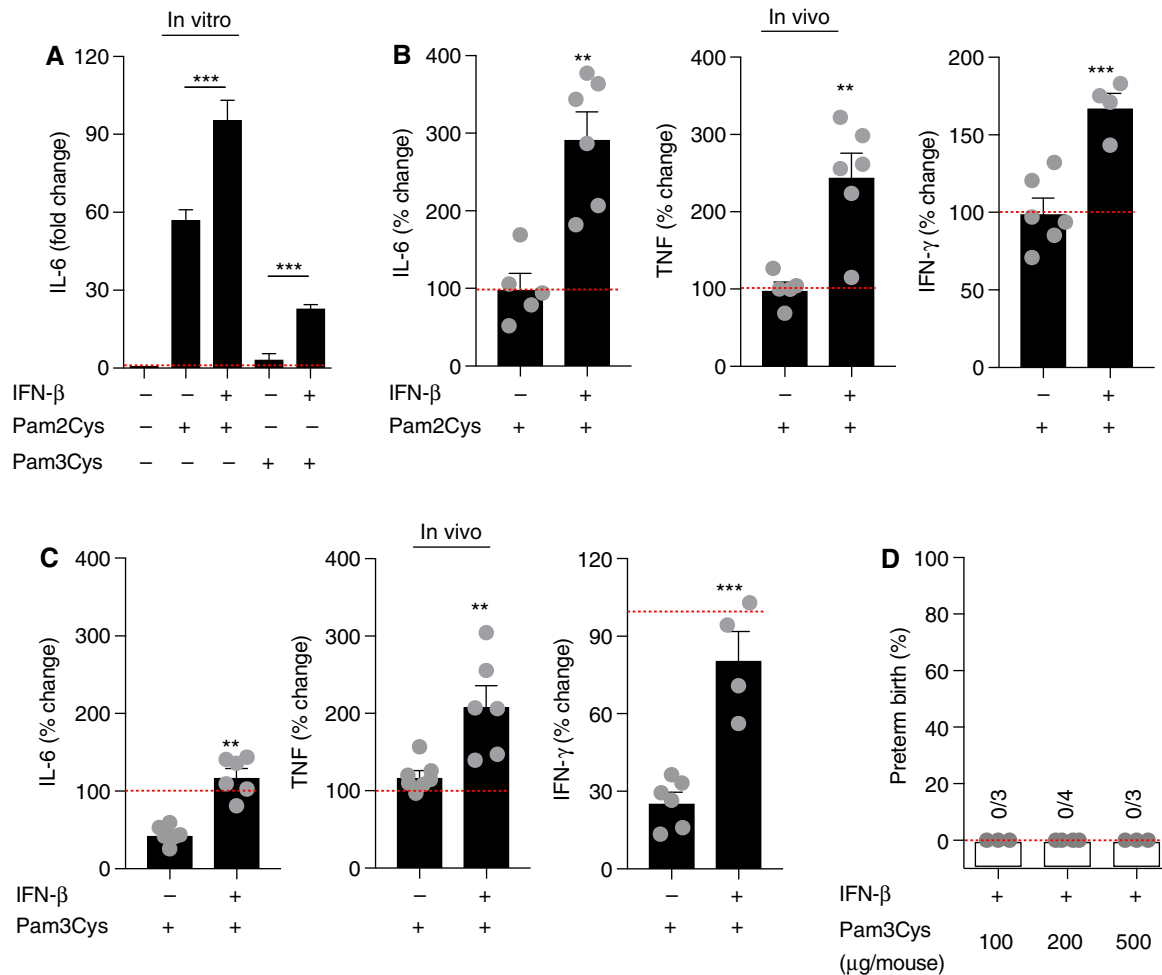 In vitro
In vivo
A
B
120
90
60
30
0
IL-6 (fold change)
***
***
400
300
200
100
0
IL-6 (% change)
**
400
300
200
100
0
TNF (% change)
**
200
150
100
50
0
IFN-γ (% change)
***
IFN-β – – + – + – + – + – +
Pam2Cys – + + – – + + + + + +
Pam3Cys – – – + +
In vivo
C
D
400
300
200
100
0
IL-6 (% change)
**
400
300
200
100
0
TNF (% change)
**
120
90
60
30
0
IFN-γ (% change)
***
100
80
60
40
20
0
Preterm birth (%)
0/3
0/4
0/3
IFN-β – + – + – + IFN-β + + +
Pam3Cys + + + + + + Pam3Cys
(μg/mouse) 100 200 500